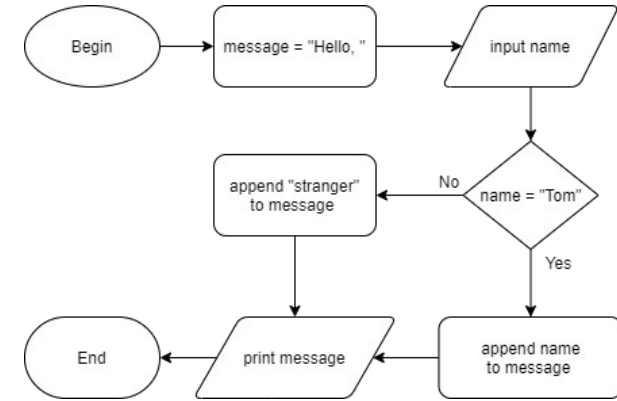 Begin
message = "Hello, "
input name
name = "Tom"
No
append "stranger"
to message
Yes
append name
to message
print message
End